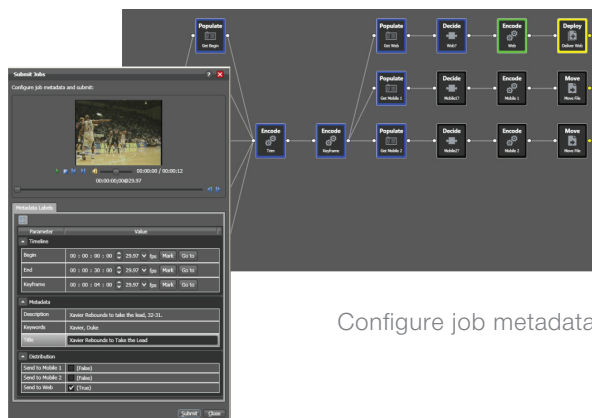 Populate
Get Begin
Populate
Get Web
Decide
Web?
Encode
Web
Deploy
Deliver Web
Populate
Get Mobile 1
Decide
Mobile1?
Encode
Mobile 1
Move
Move File
Encode
Trim
Encode
Keyframe
Populate
Get Mobile 2
Decide
Mobile2?
Encode
Mobile 2
Move
Move File
Submit Jobs ?
Configure job metadata and submit:
00:00:00 / 00:00:12
00:00:00;00@29.97
Metadata Labels
Parameter Value
Timeline
Begin 00 : 00 : 00 : 00 29.97 fps Mark Go to
End 00 : 00 : 30 : 00 29.97 fps Mark Go to
Keyframe 00 : 00 : 04 : 00 29.97 fps Mark Go to
Metadata
Description Xavier Rebounds to take the lead, 32-31.
Keywords Xavier, Duke
Title Xavier Rebounds to Take the Lead
Distribution
Send to Mobile 1 (False)
Send to Mobile 2 (False)
Send to Web (True)
Submit Close
Configure job metadata